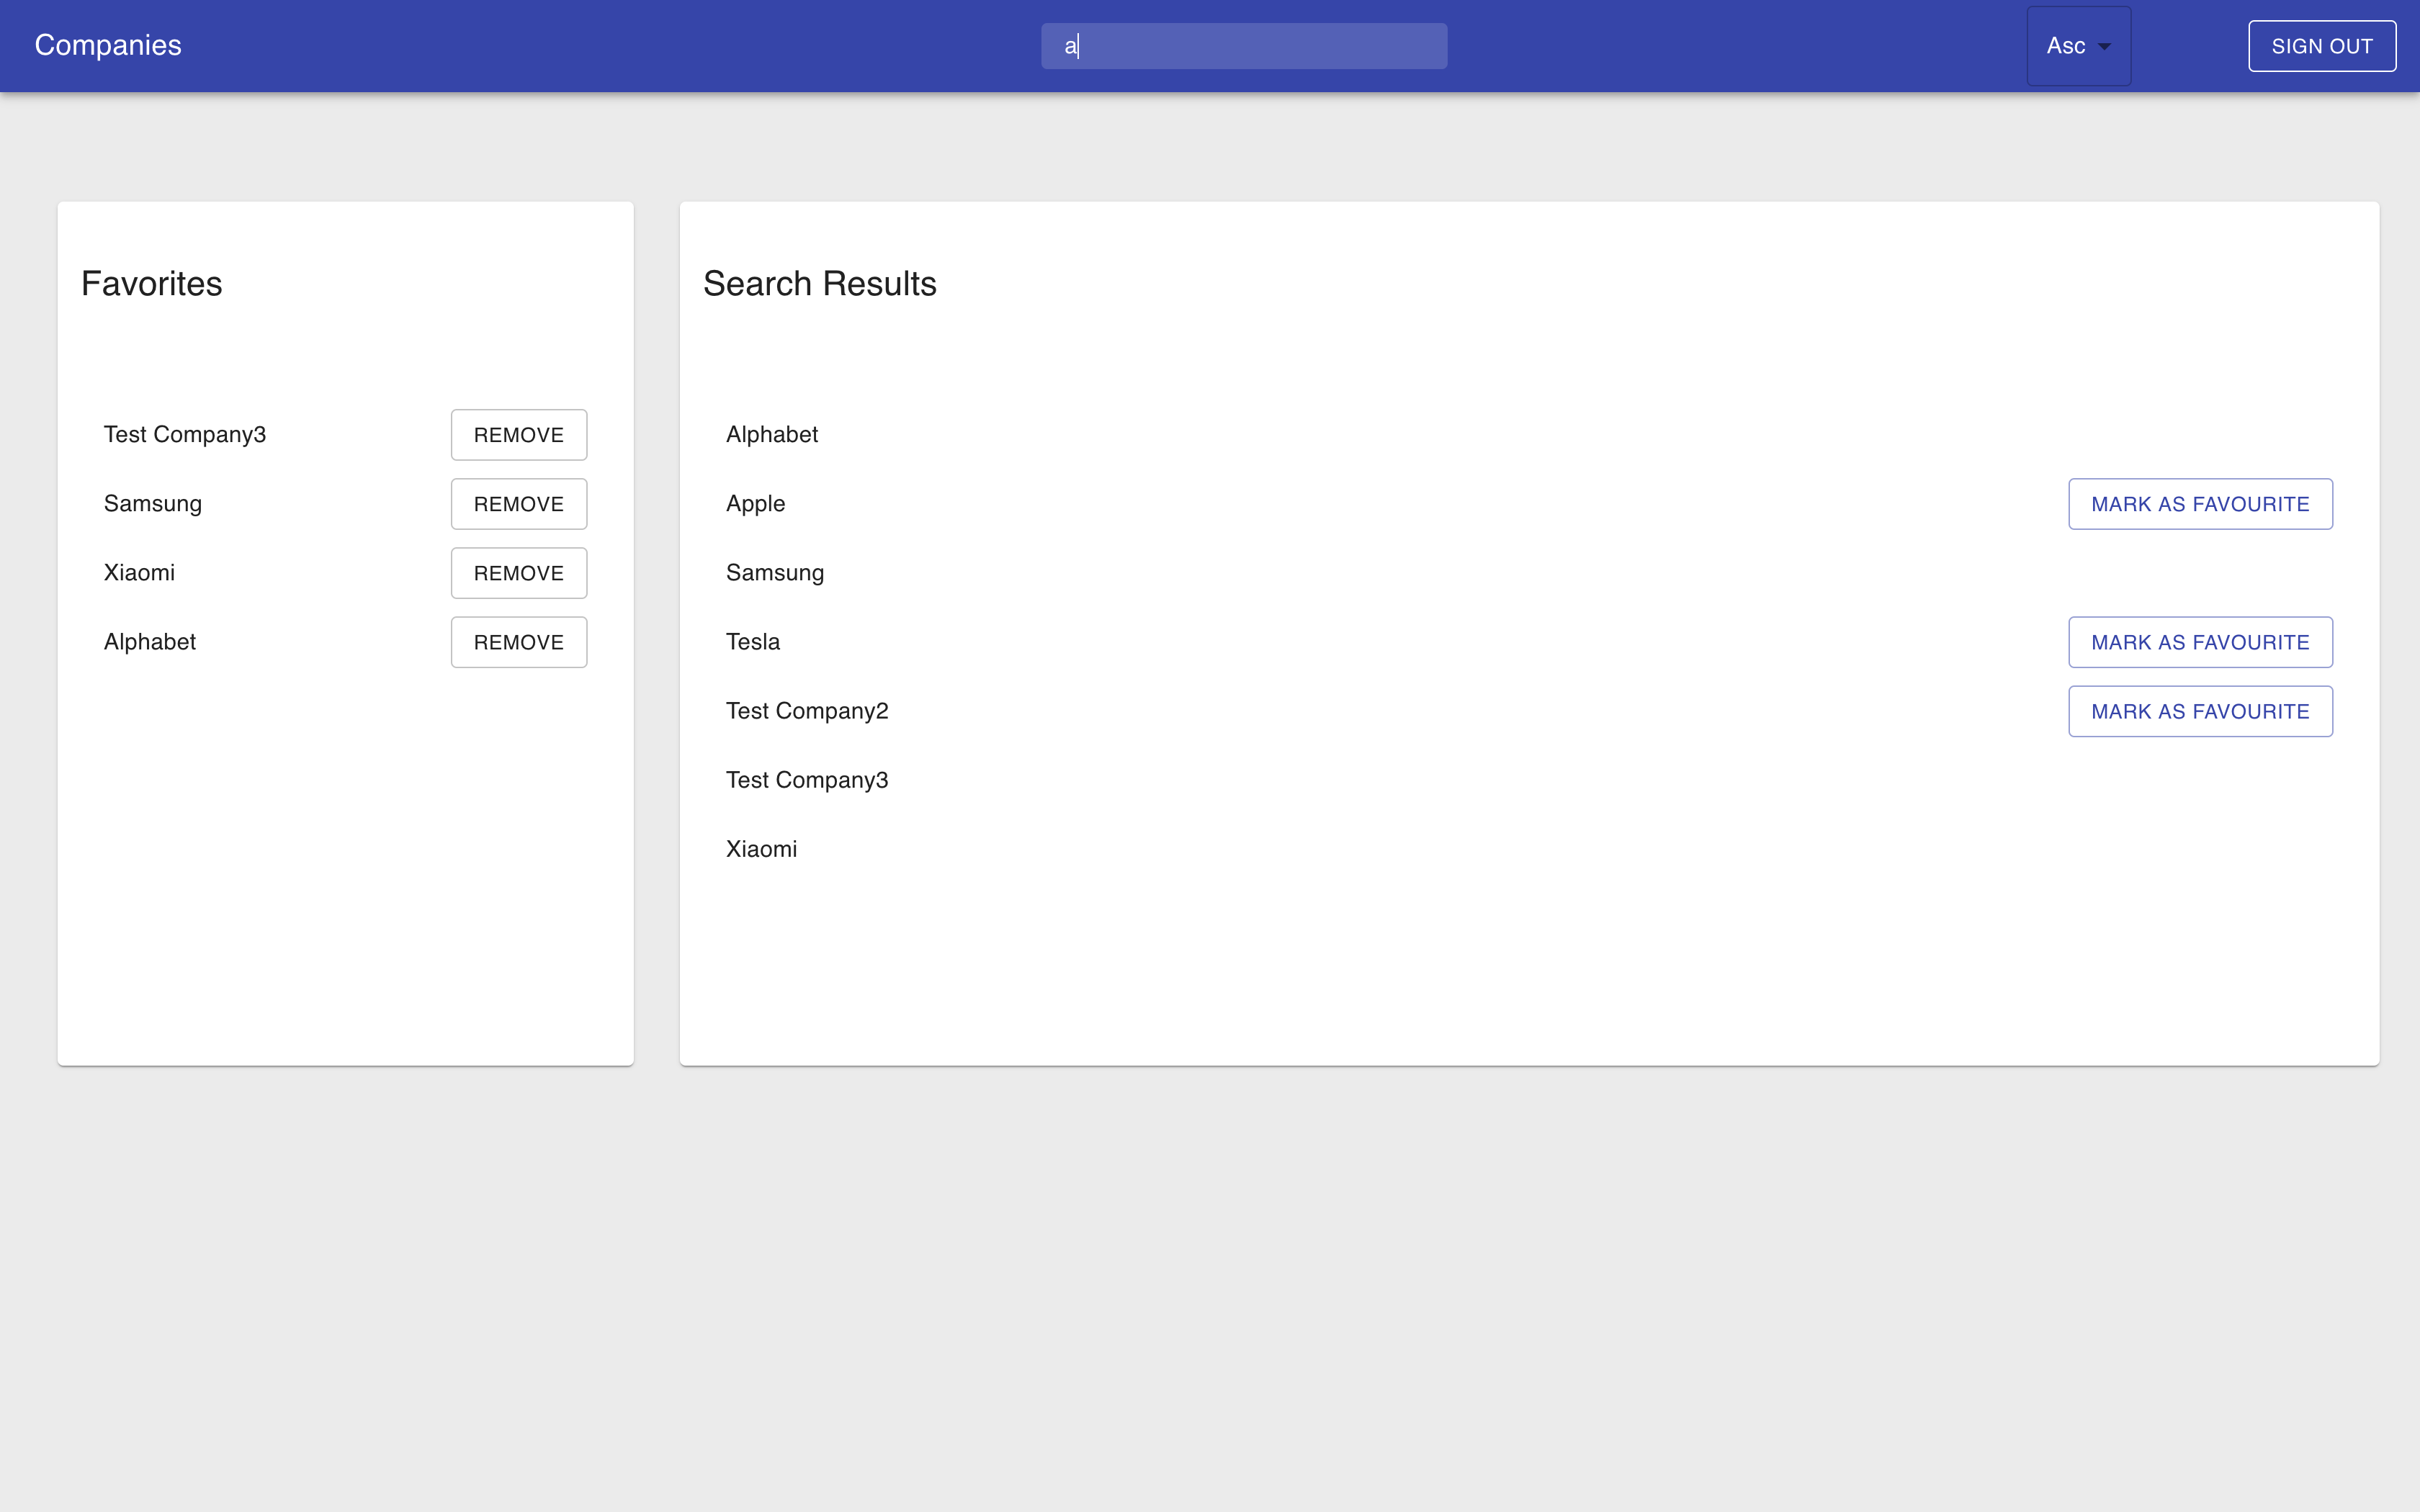 Companies
a
Asc
SIGN OUT
Favorites
Test Company3 REMOVE
Samsung REMOVE
Xiaomi REMOVE
Alphabet REMOVE
Search Results
Alphabet
Apple MARK AS FAVOURITE
Samsung
Tesla MARK AS FAVOURITE
Test Company2 MARK AS FAVOURITE
Test Company3
Xiaomi